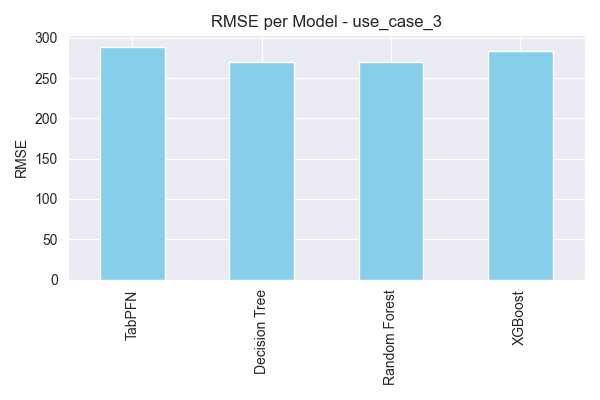 RMSE per Model - use_case_3
300
250
200
150
100
50
0
RMSE
TabPFN
Decision Tree
Random Forest
XGBoost